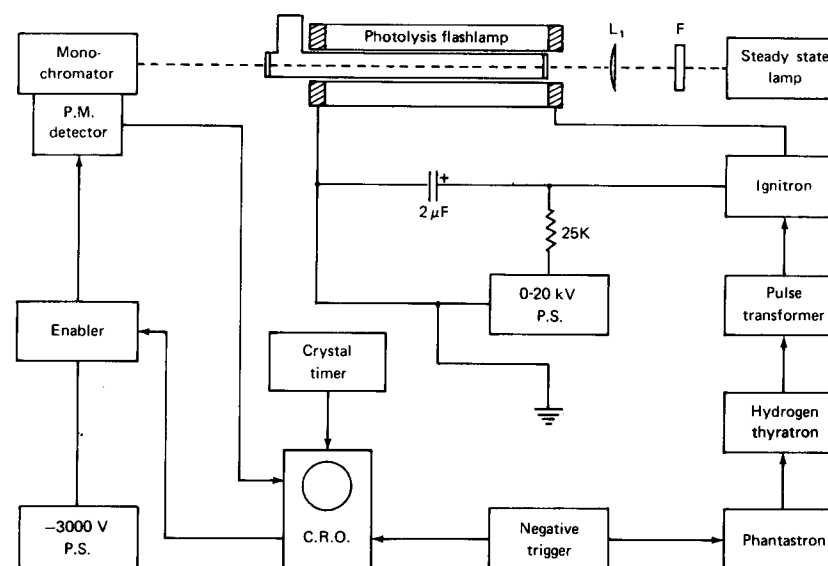 Photolysis flashlamp
L₁
F
Mono-
chromator
Steady state
lamp
P.M.
detector
Ignitron
+
2 μF
25K
0-20 kV
P.S.
Pulse
transformer
Enabler
Crystal
timer
Hydrogen
thyratron
−3000 V
P.S.
C.R.O.
Negative
trigger
Phantastron